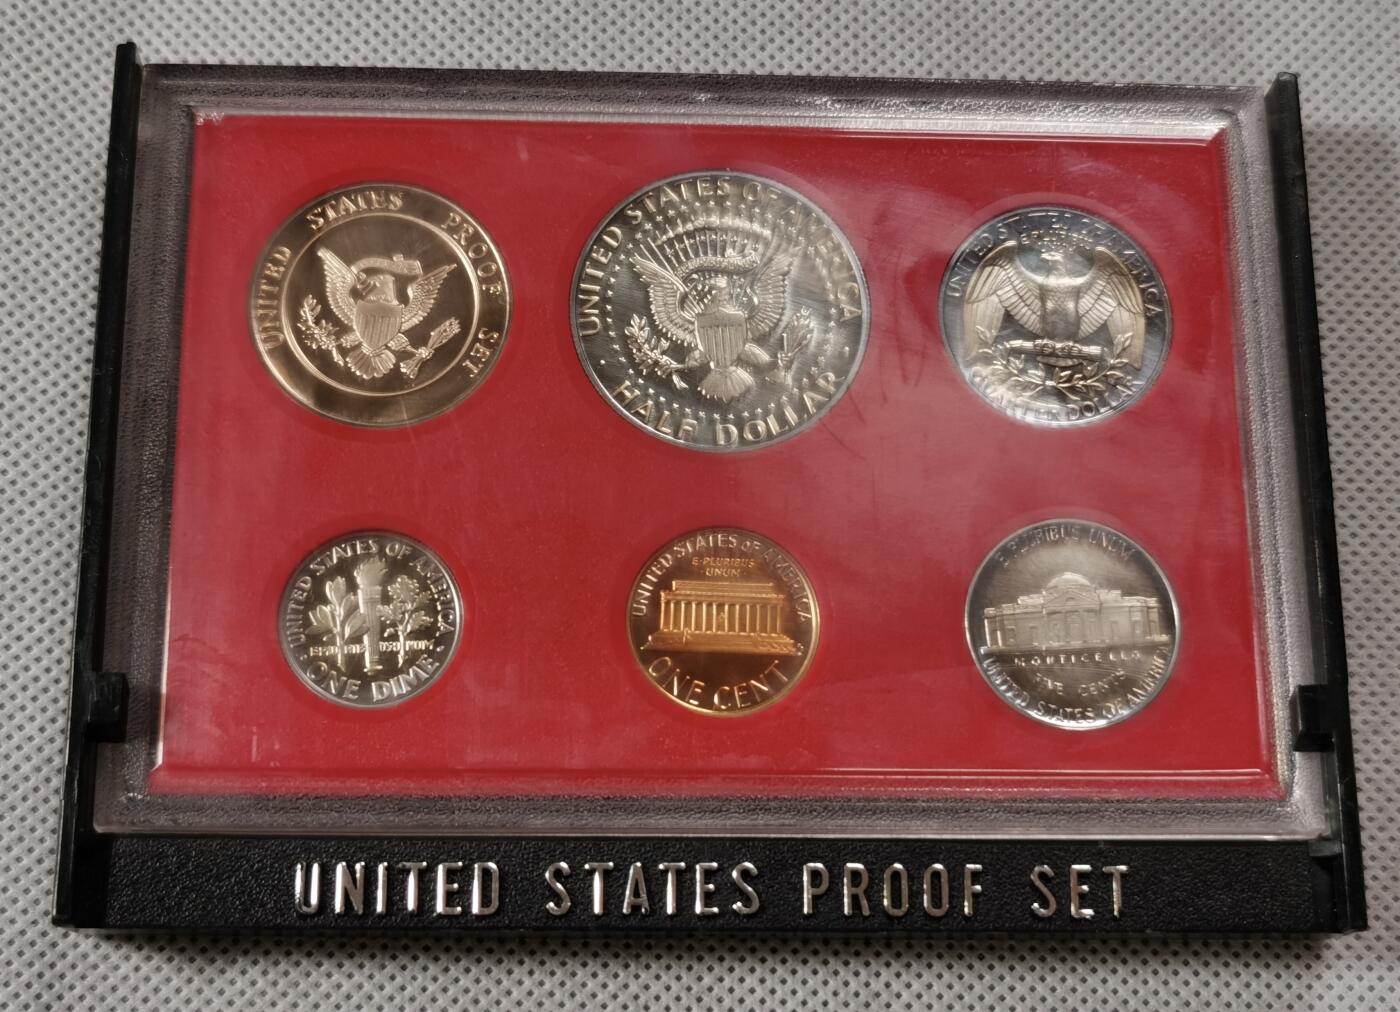 UNITED STATES PROOF SET
UNITED STATES OF AMERICA
HALF DOLLAR
UNITED STATES OF AMERICA
E PLURIBUS
UNUM
QUARTER DOLLAR
UNITED STATES OF AMERICA
E PLURIBUS UNUM
ONE DIME
UNITED STATES OF AMERICA
E·PLURIBUS
·UNUM·
ONE CENT
E PLURIBUS UNUM
MONTICELLO
FIVE CENTS
UNITED STATES OF AMERICA
UNITED STATES PROOF SET